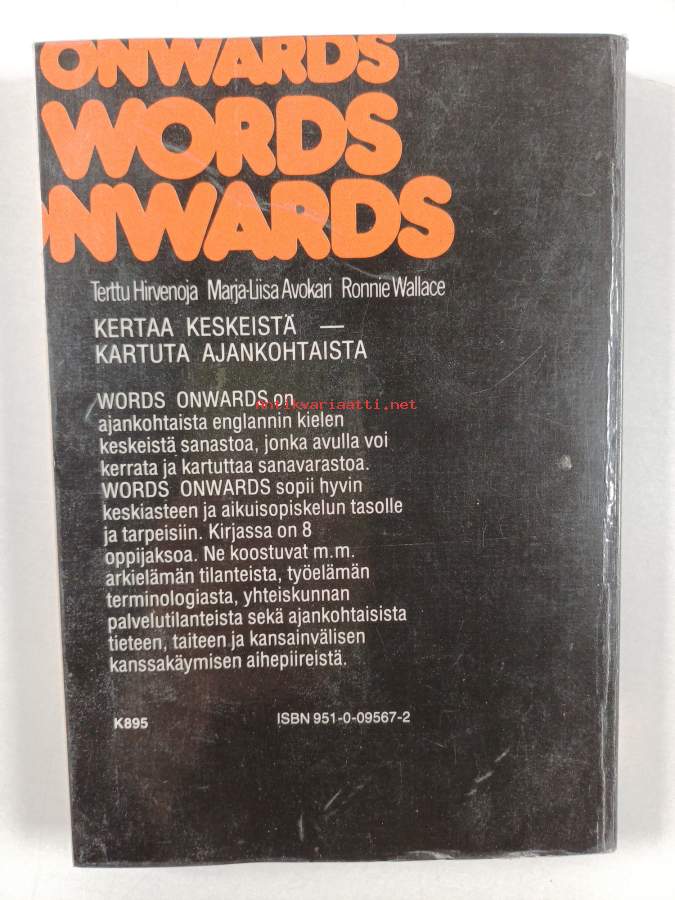 ONWARDS
WORDS
ONWARDS
Terttu Hirvenoja Marja-Liisa Avokari Ronnie Wallace
KERTAA KESKEISTÄ —
KARTUTA AJANKOHTAISTA
WORDS ONWARDS on
Antikvariaatti.net
ajankohtaista englannin kielen
keskeistä sanastoa, jonka avulla voi
kerrata ja kartuttaa sanavarastoa.
WORDS ONWARDS sopii hyvin
keskiasteen ja aikuisopiskelun tasolle
ja tarpeisiin. Kirjassa on 8
oppijaksoa. Ne koostuvat m.m.
arkielämän tilanteista, työelämän
terminologiasta, yhteiskunnan
palvelutilanteista sekä ajankohtaisista
tieteen, taiteen ja kansainvälisen
kanssakäymisen aihepiireistä.
K895 ISBN 951-0-09567-2